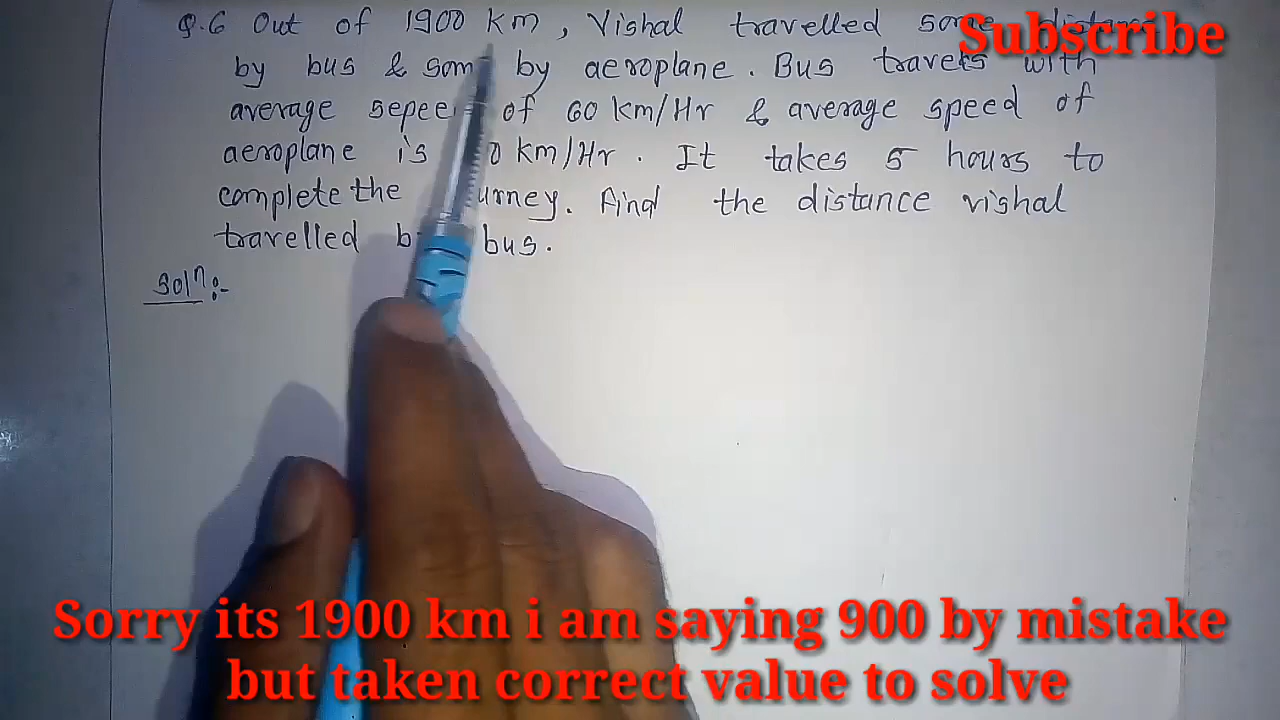 Q.6 Out of 1900 km, Vishal travelled some distance
Subscribe
by bus & som by aeroplane. Bus travels with
average sepee of 60 km/Hr & average speed of
aeroplane is 0 km/Hr. It takes 5 hours to
complete the urney. Find the distance vishal
travelled b bus.
Solⁿ:-
Sorry its 1900 km i am saying 900 by mistake
but taken correct value to solve